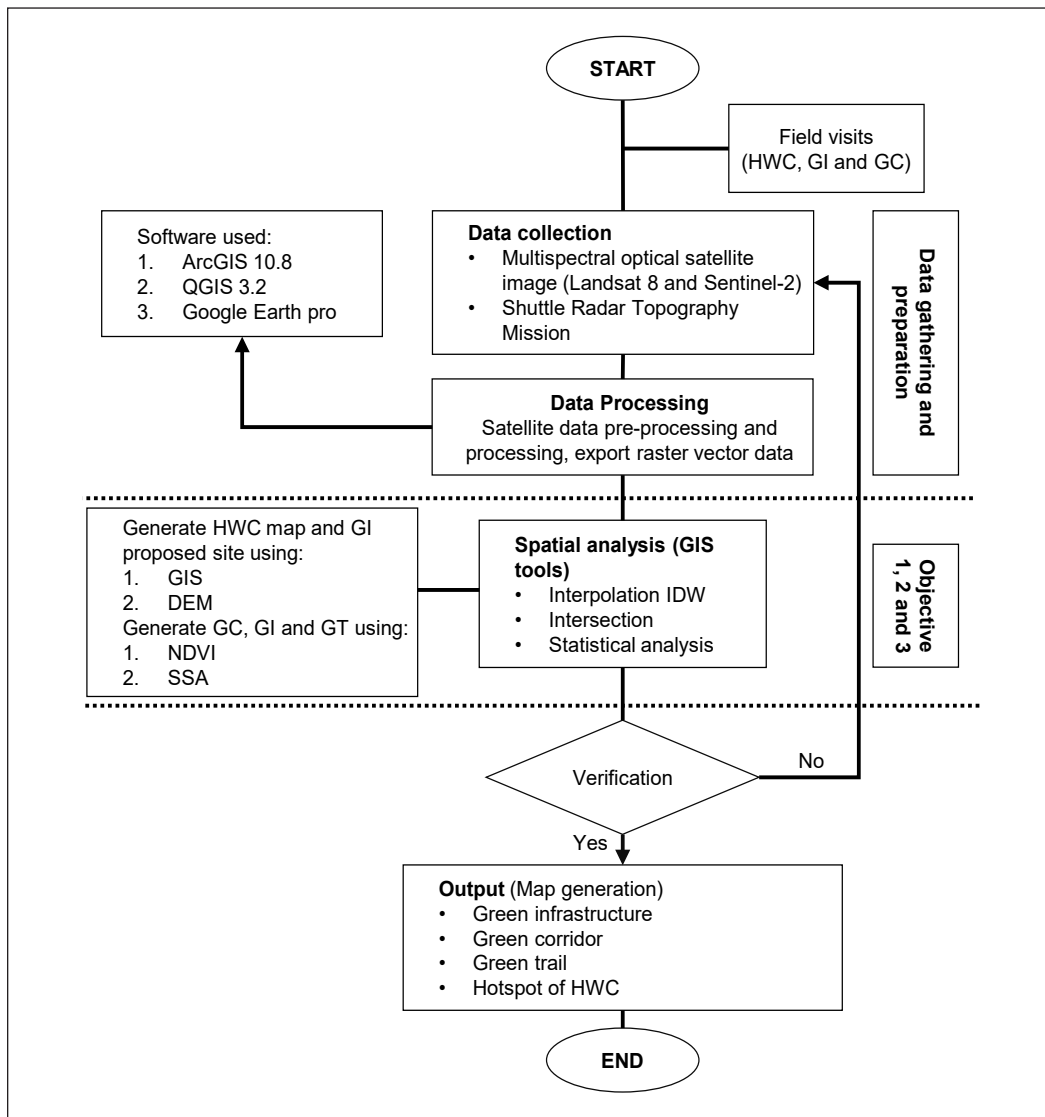 START
Field visits
(HWC, GI and GC)
Software used:
1. ArcGIS 10.8
2. QGIS 3.2
3. Google Earth pro
Data collection
• Multispectral optical satellite
image (Landsat 8 and Sentinel-2)
• Shuttle Radar Topography
Mission
Data gathering and
preparation
Data Processing
Satellite data pre-processing and
processing, export raster vector data
Generate HWC map and GI
proposed site using:
1. GIS
2. DEM
Generate GC, GI and GT using:
1. NDVI
2. SSA
Spatial analysis (GIS
tools)
• Interpolation IDW
• Intersection
• Statistical analysis
Objective
1, 2 and 3
Verification
No
Yes
Output (Map generation)
• Green infrastructure
• Green corridor
• Green trail
• Hotspot of HWC
END